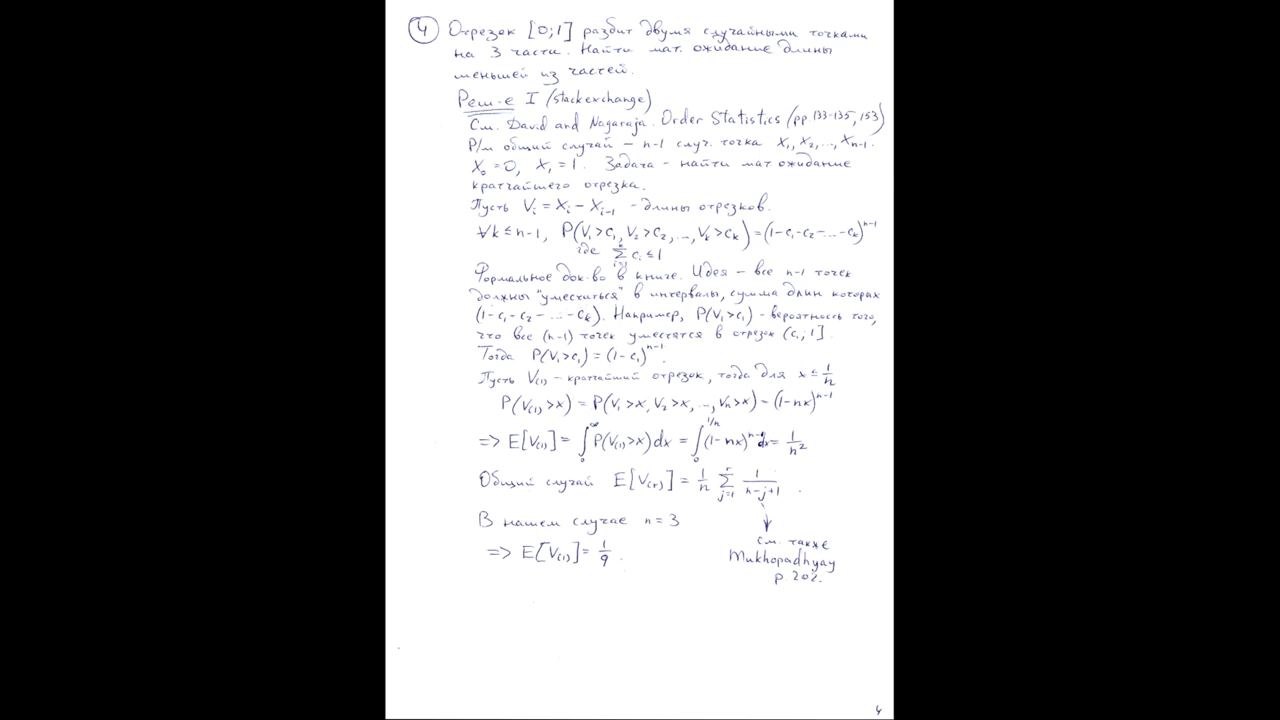 ④ Отрезок [0;1] разбит двумя случайными точками
на 3 части. Найти мат. ожидание длины
меньшей из частей.
Реш-е I (stackexchange)
См. David and Nagaraja. Order Statistics (pp. 133-135, 153)
Р/м общий случай – n-1 случ. точка X₁, X₂, ..., Xₙ₋₁.
X₀ = 0, X₁ = 1. Задача – найти мат ожидание
кратчайшего отрезка.
Пусть Vᵢ = Xᵢ – Xᵢ₋₁ – длины отрезков.
∀k ≤ n-1, P(V₁>c₁, V₂>c₂, ..., Vₖ>cₖ) = (1-c₁-c₂-...-cₖ)ⁿ⁻¹
где ∑ᵢ₌₁ᵏ cᵢ ≤ 1
Формальное док-во в книге. Идея – все n-1 точек
должны "уместиться" в интервалы, сумма длин которых
(1-c₁-c₂-...-cₖ). Например, P(V₁>c₁) – вероятность того,
что все (n-1) точек уместятся в отрезок (c₁; 1].
Тогда P(V₁>c₁) = (1-c₁)ⁿ⁻¹.
Пусть V₍₁₎ – кратчайший отрезок, тогда для x ≤ 1/n
P(V₍₁₎>x) = P(V₁>x, V₂>x, ..., Vₙ>x) = (1-nx)ⁿ⁻¹
=> E[V₍₁₎] = ∫₀^∞ P(V₍₁₎>x)dx = ∫₀^{1/n} (1-nx)ⁿ⁻¹ dx = 1/n²
Общий случай E[V₍ᵣ₎] = 1/n ∑ⱼ₌₁ʳ 1/(n-j+1).
В нашем случае n = 3
=> E[V₍₁₎] = 1/9.
см. также
Mukhopadhyay
p.
4